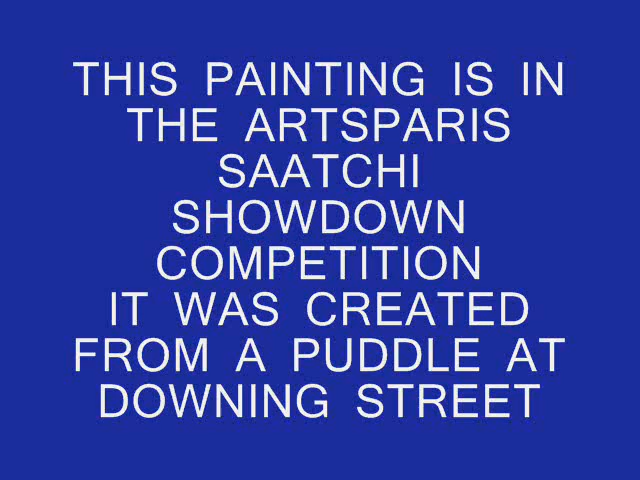 THIS PAINTING IS IN
THE ARTSPARIS
SAATCHI
SHOWDOWN
COMPETITION
IT WAS CREATED
FROM A PUDDLE AT
DOWNING STREET